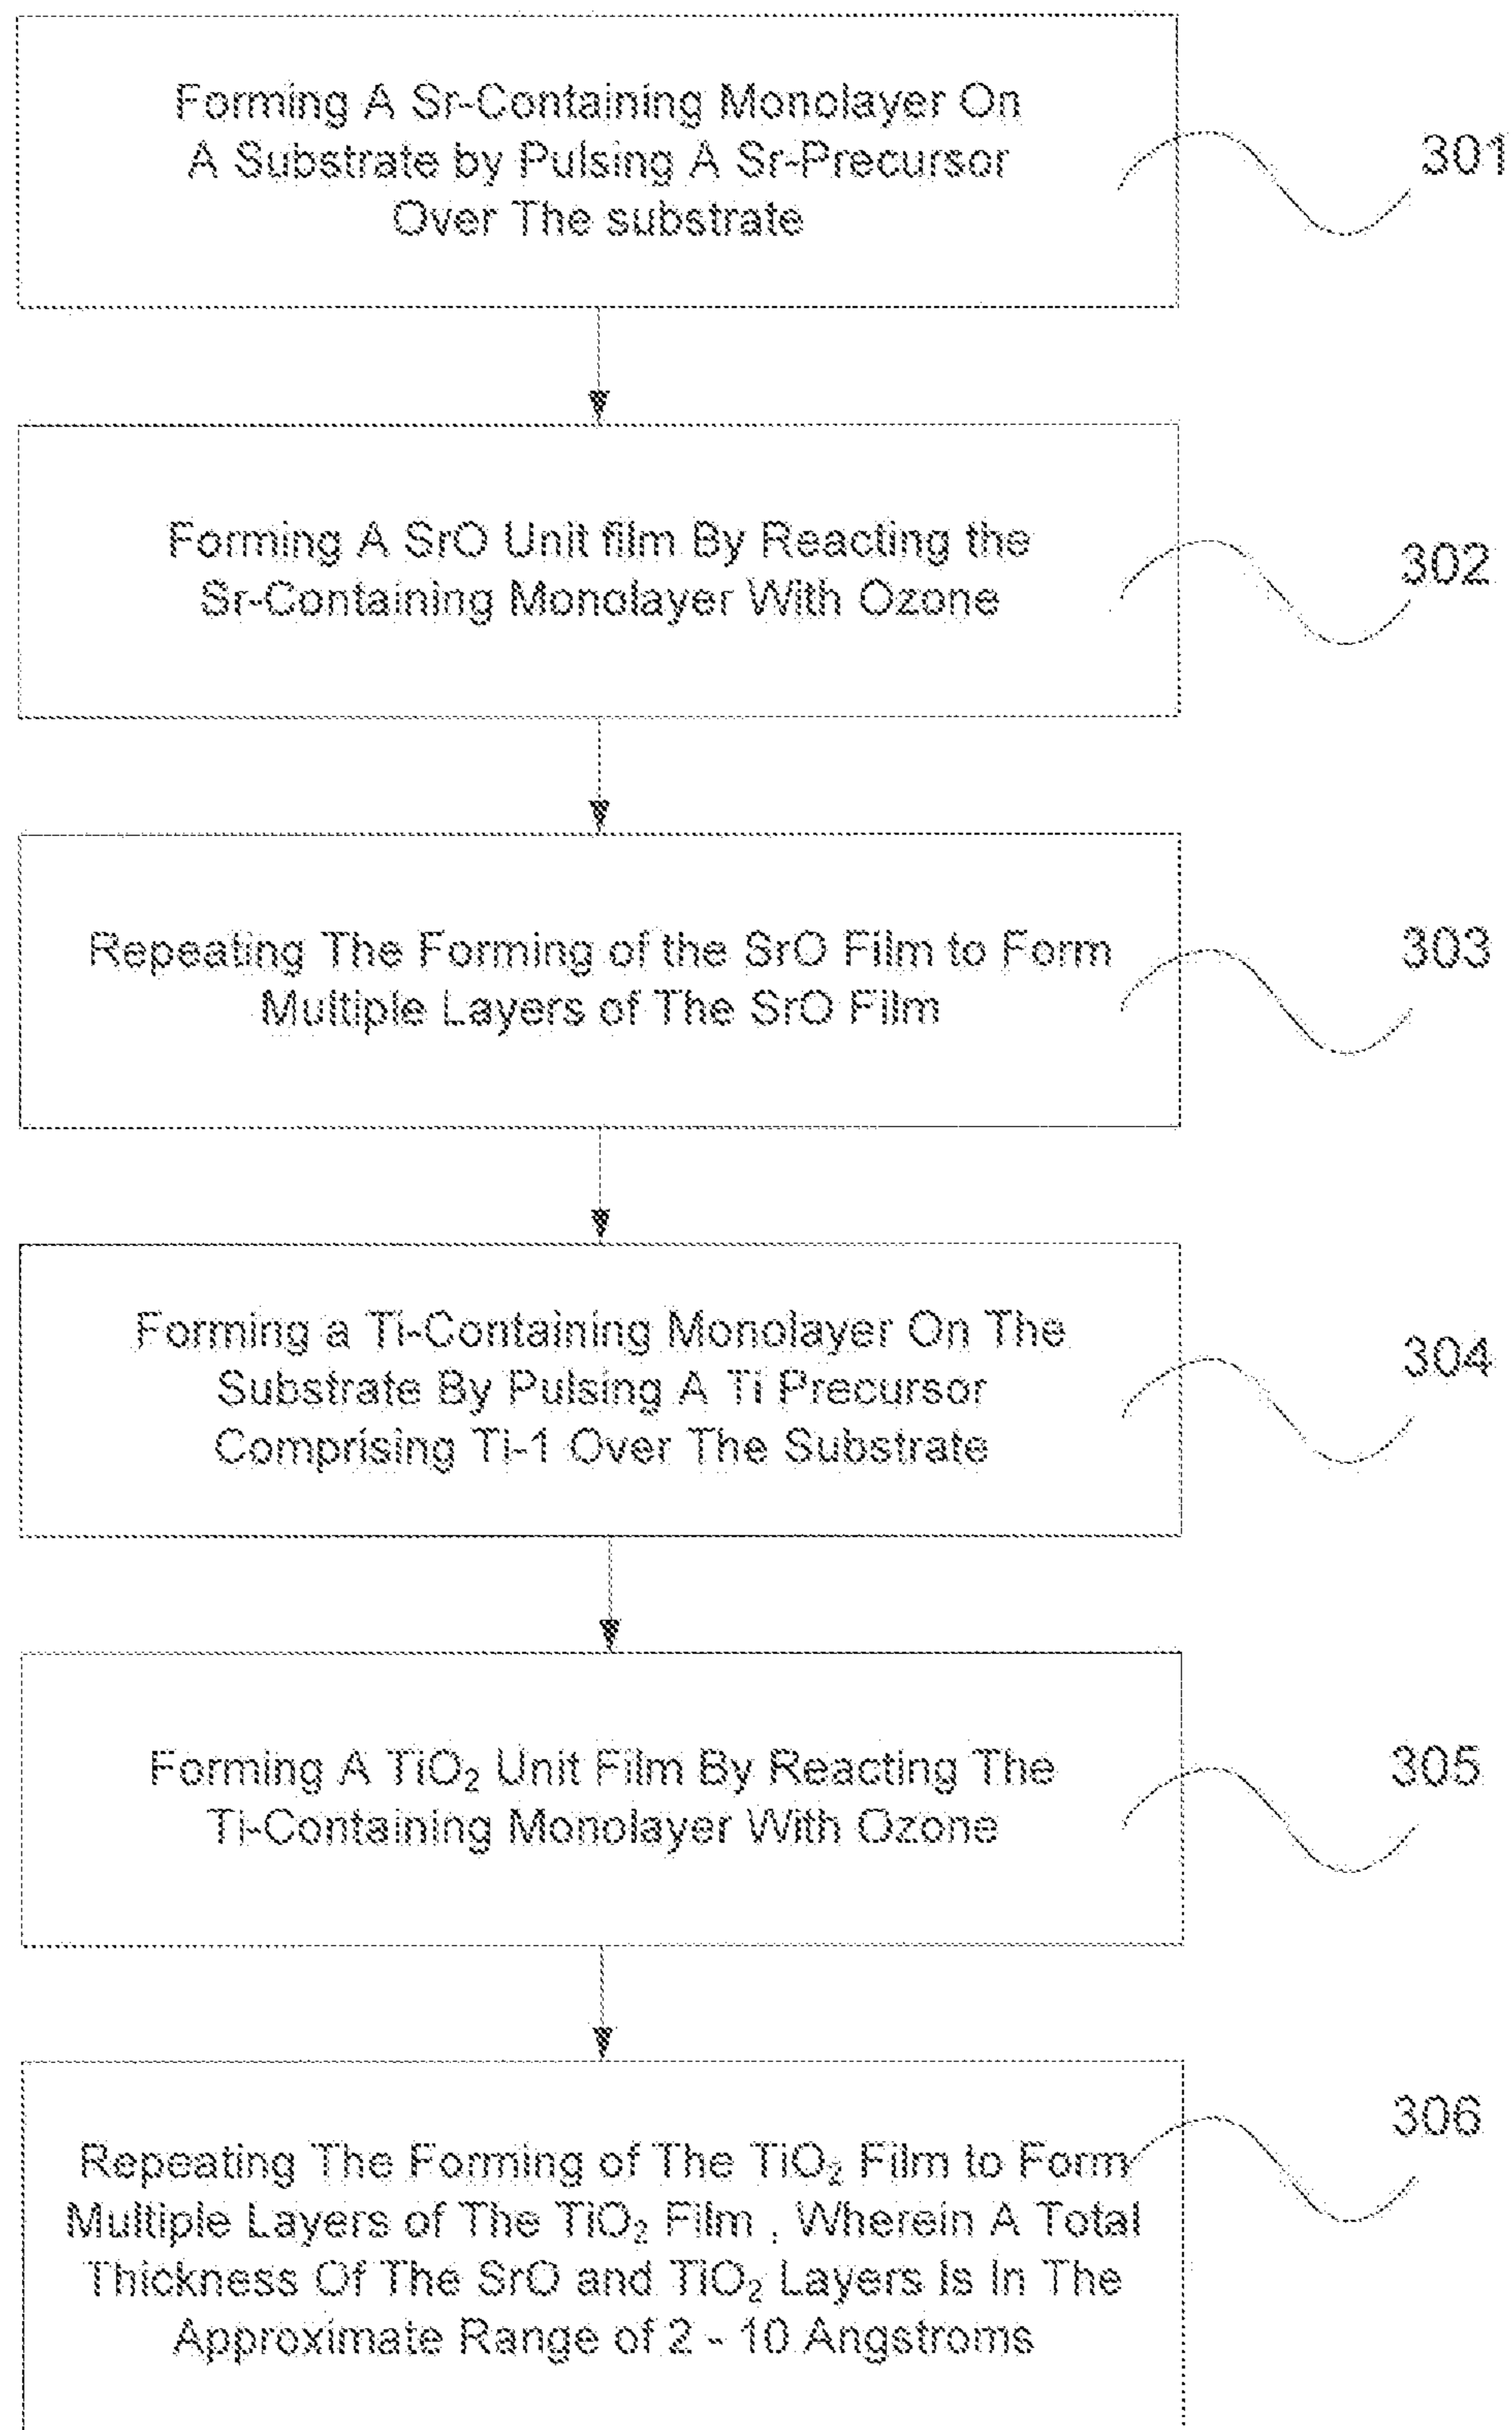 Forming A Sr-Containing Monolayer On
A Substrate by Pulsing A Sr-Precursor
Over The substrate
301
Forming A SrO Unit film By Reacting the
Sr-Containing Monolayer With Ozone
302
Repeating The Forming of the SrO Film to Form
Multiple Layers of The SrO Film
303
Forming a Ti-Containing Monolayer On The
Substrate By Pulsing A Ti Precursor
Comprising Ti-1 Over The Substrate
304
Forming A TiO₂ Unit Film By Reacting The
Ti-Containing Monolayer With Ozone
305
Repeating The Forming of The TiO₂ Film to Form
Multiple Layers of The TiO₂ Film , Wherein A Total
Thickness Of The SrO and TiO₂ Layers Is In The
Approximate Range of 2 - 10 Angstroms
306